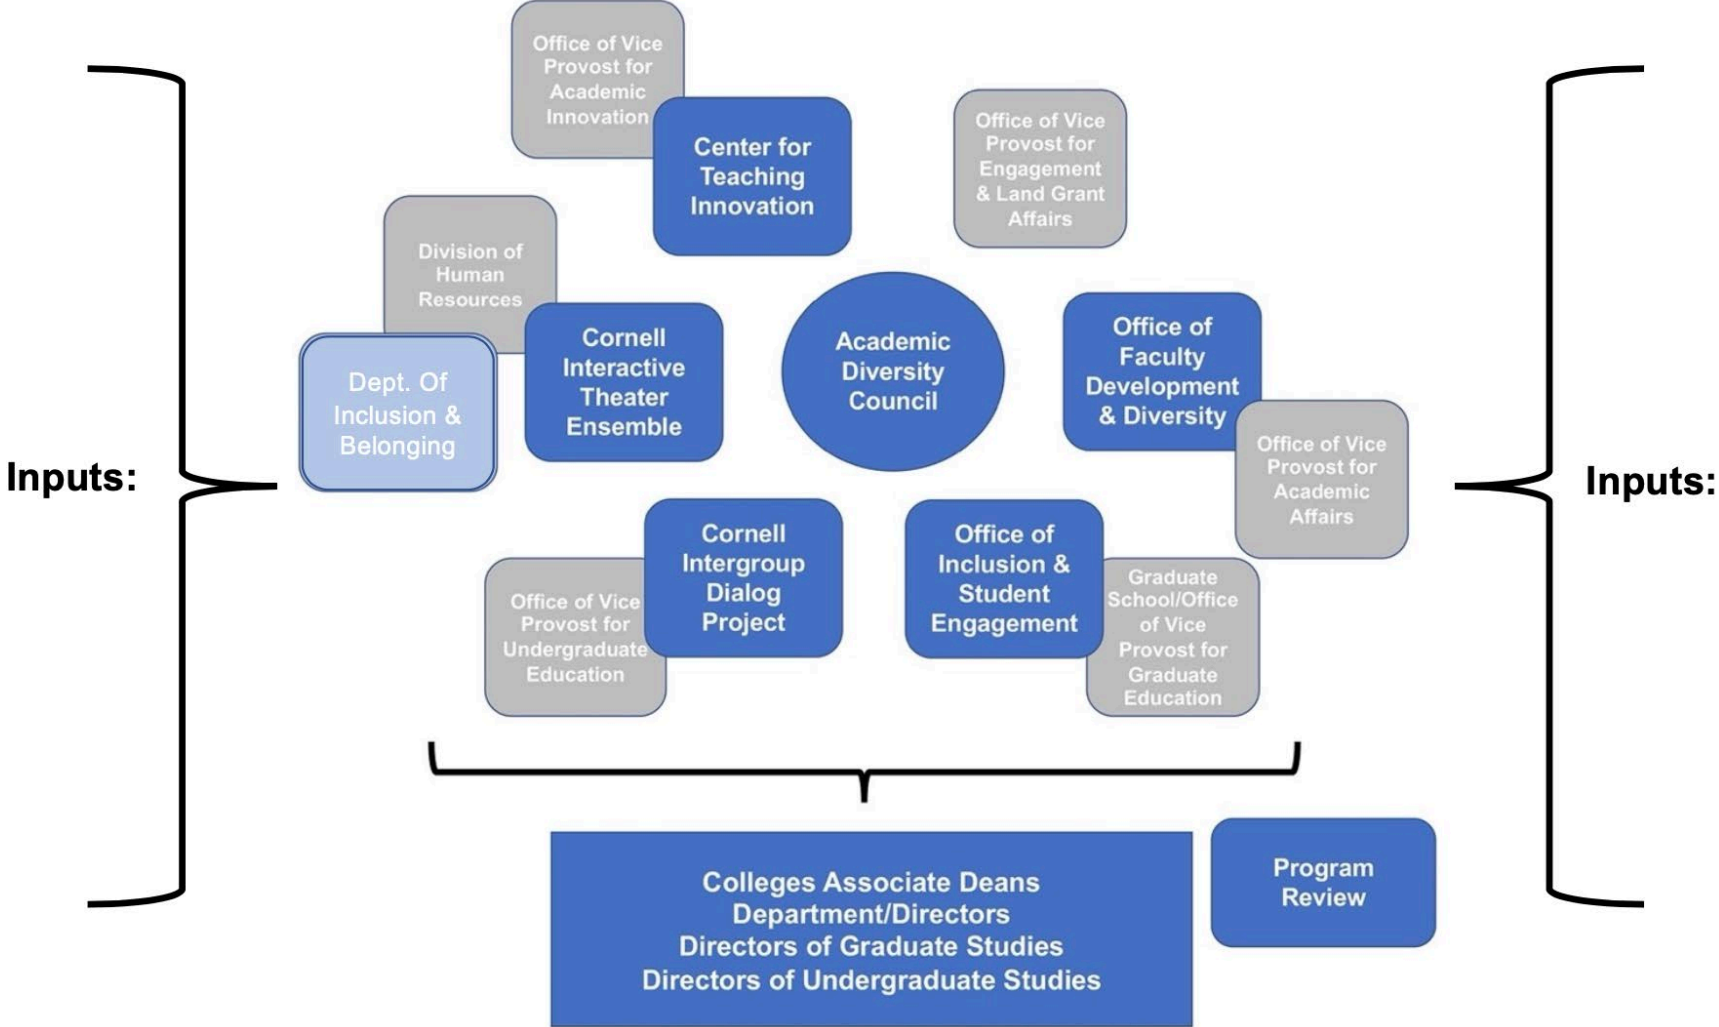 Office of Vice
Provost for
Academic
Innovation
Center for
Teaching
Innovation
Office of Vice
Provost for
Engagement
& Land Grant
Affairs
Division of
Human
Resources
Dept. Of
Inclusion &
Belonging
Cornell
Interactive
Theater
Ensemble
Academic
Diversity
Council
Office of
Faculty
Development
& Diversity
Office of Vice
Provost for
Academic
Affairs
Inputs:
Inputs:
Office of Vice
Provost for
Undergraduate
Education
Cornell
Intergroup
Dialog
Project
Office of
Inclusion &
Student
Engagement
Graduate
School/Office
of Vice
Provost for
Graduate
Education
Colleges Associate Deans
Department/Directors
Directors of Graduate Studies
Directors of Undergraduate Studies
Program
Review